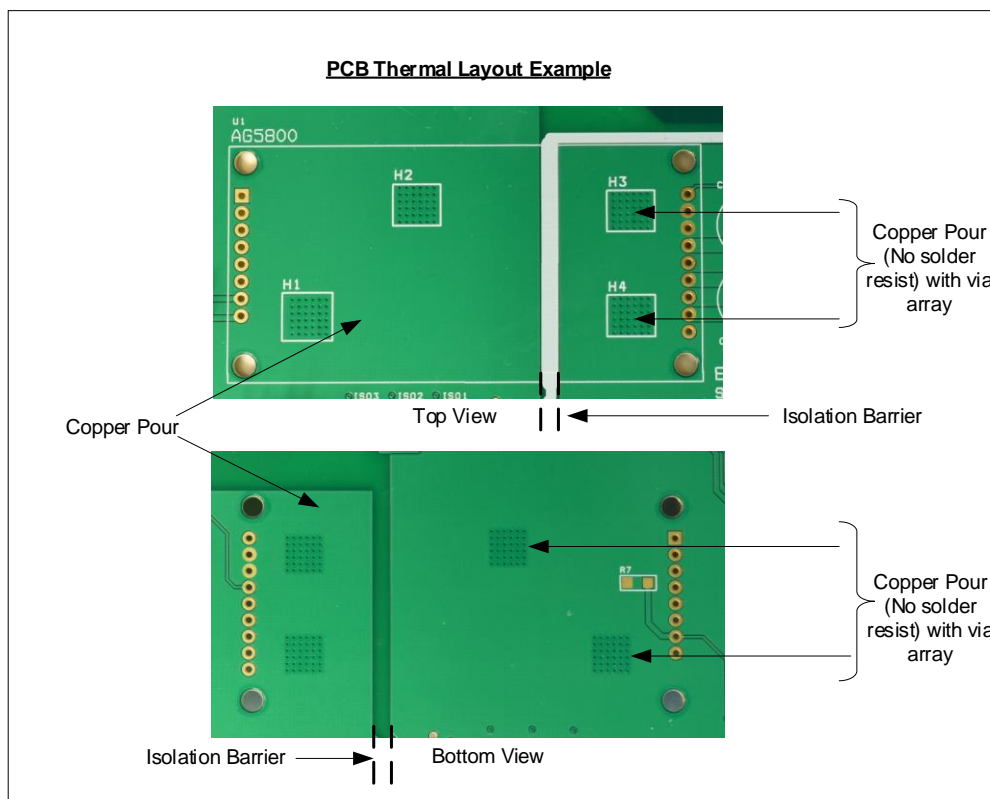 PCB Thermal Layout Example
U1
AG5800
H2
H3
H1
H4
Copper Pour
(No solder
resist) with via
array
ISO3 ISO2 ISO1
Top View
Isolation Barrier
Copper Pour
R7
Copper Pour
(No solder
resist) with via
array
Isolation Barrier
Bottom View